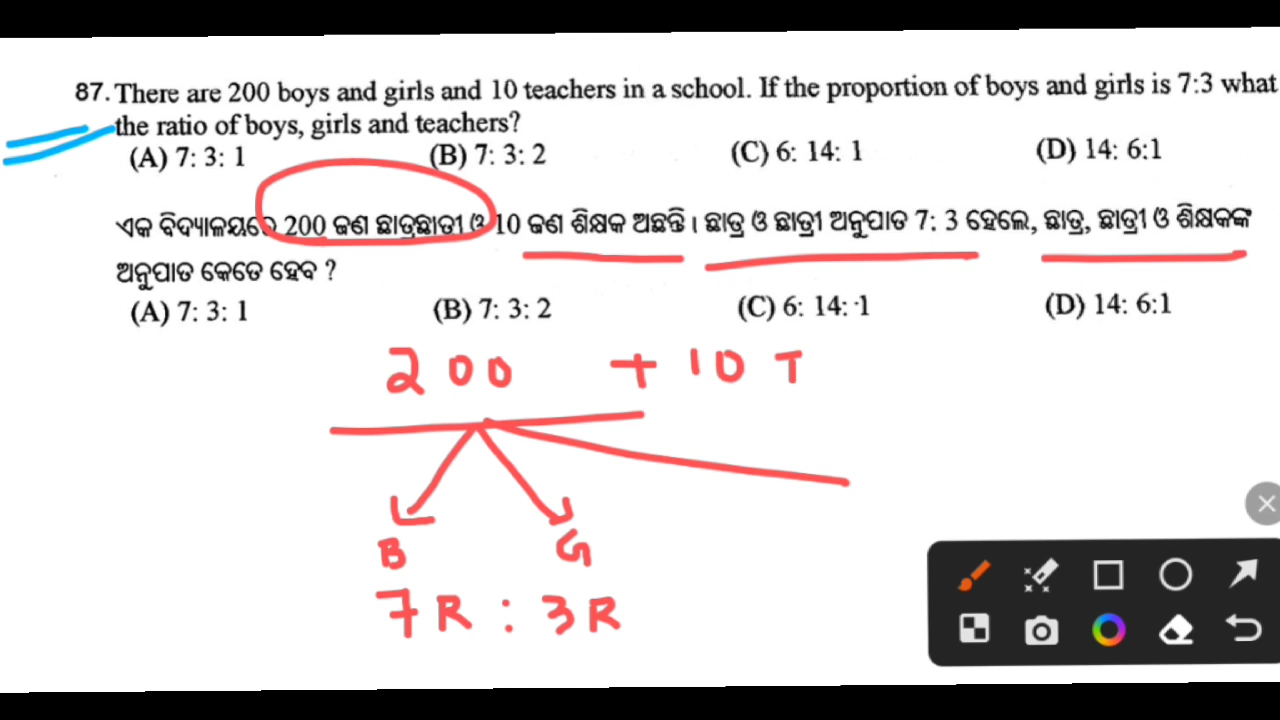 87. There are 200 boys and girls and 10 teachers in a school. If the proportion of boys and girls is 7:3 what
the ratio of boys, girls and teachers?
(A) 7: 3: 1 (B) 7: 3: 2 (C) 6: 14: 1 (D) 14: 6:1
ଏକ ବିଦ୍ୟାଳୟରେ 200 ଜଣ ଛାତ୍ରଛାତ୍ରୀ ଓ 10 ଜଣ ଶିକ୍ଷକ ଅଛନ୍ତି। ଛାତ୍ର ଓ ଛାତ୍ରୀ ଅନୁପାତ 7: 3 ହେଲେ, ଛାତ୍ର, ଛାତ୍ରୀ ଓ ଶିକ୍ଷକଙ୍କ
ଅନୁପାତ କେତେ ହେବ ?
(A) 7: 3: 1 (B) 7: 3: 2 (C) 6: 14: 1 (D) 14: 6:1
200 + 10 T
B G
7R : 3R